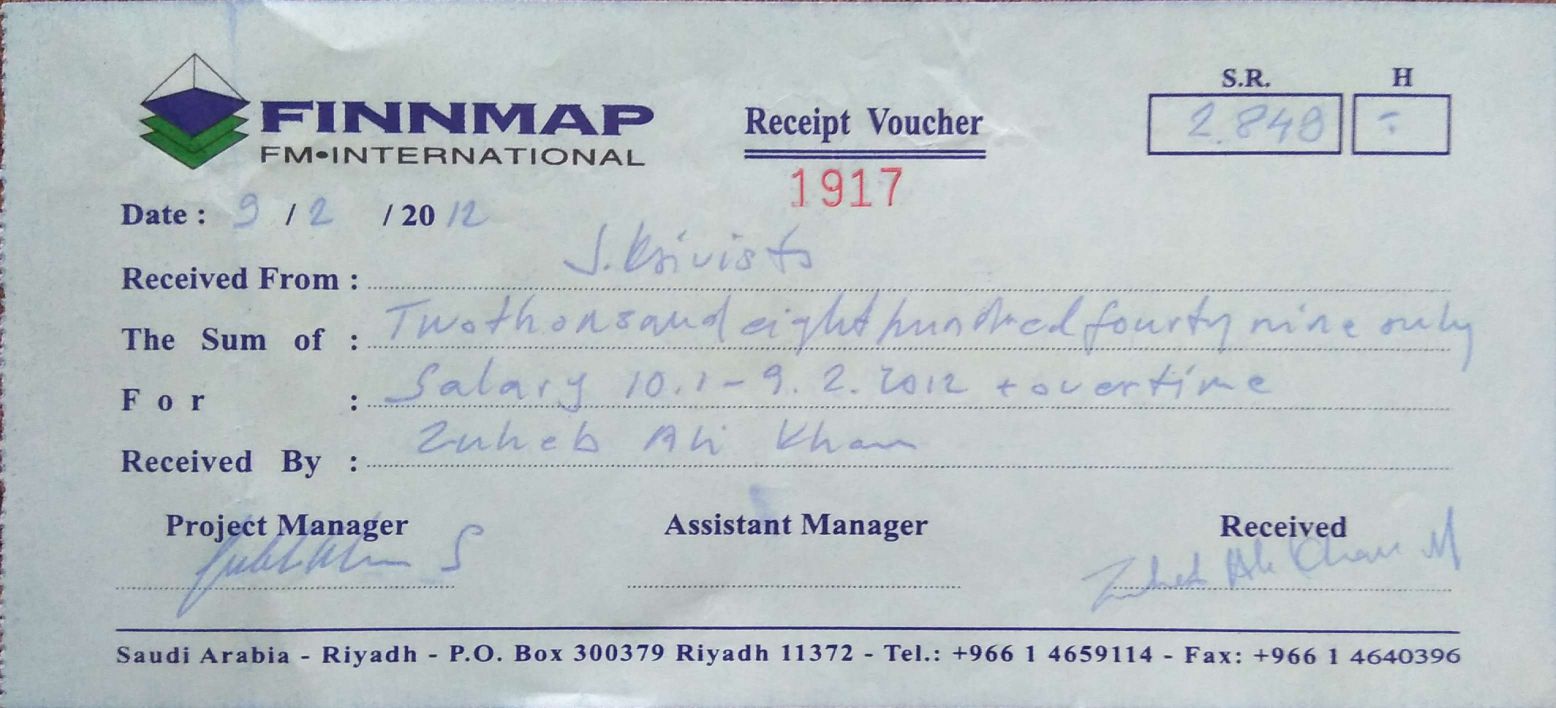 FINNMAP
FM•INTERNATIONAL
Receipt Voucher
1917
S.R. H
2.849 -
Date : 9 / 2 / 2012
Received From : J.
The Sum of : Two thousand eight hundred fourty nine only
For : Salary 10.1 - 9.2.2012 + overtime
Received By : Zuheb Ali Khan
Project Manager Assistant Manager Received
Zuheb Ali Khan M
Saudi Arabia - Riyadh - P.O. Box 300379 Riyadh 11372 - Tel.: +966 1 4659114 - Fax: +966 1 4640396